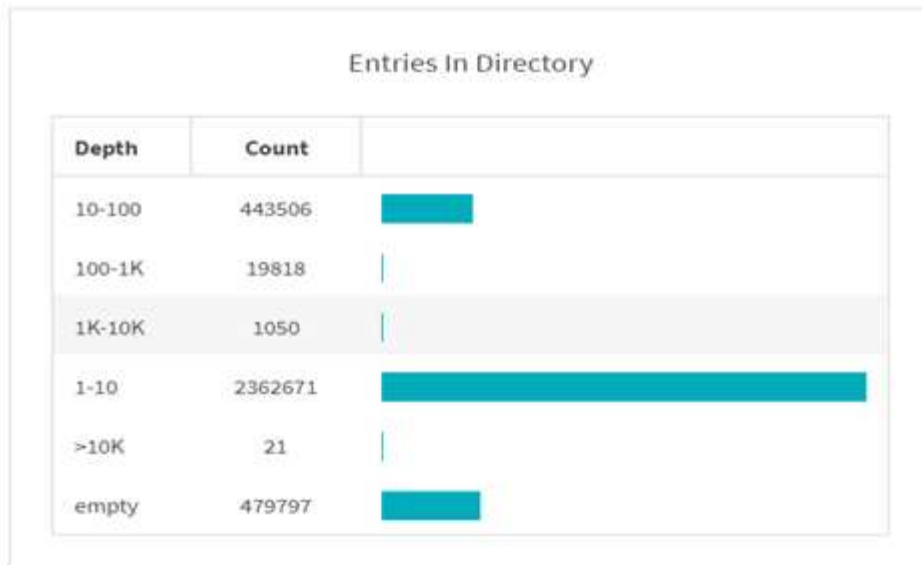 Entries In Directory
Depth Count
10-100 443506
100-1K 19818
1K-10K 1050
1-10 2362671
>10K 21
empty 479797